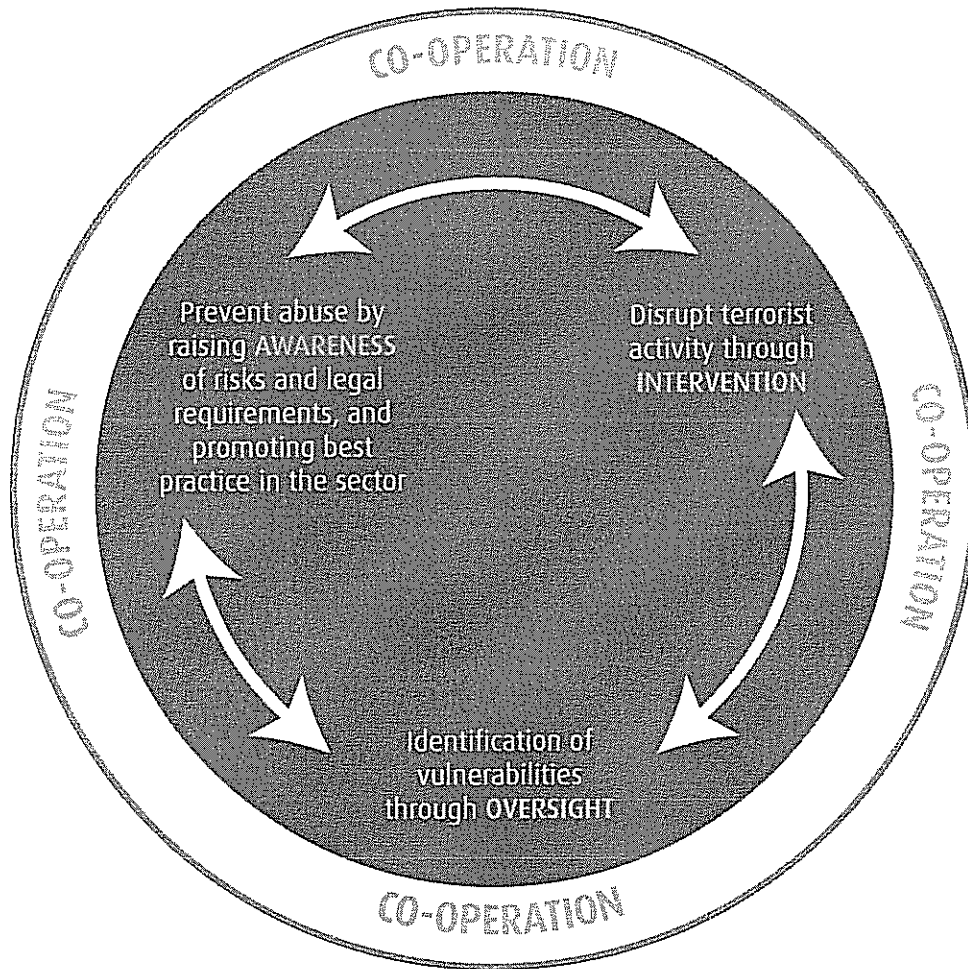 CO-OPERATION
Prevent abuse by
raising AWARENESS
of risks and legal
requirements, and
promoting best
practice in the sector
Disrupt terrorist
activity through
INTERVENTION
CO-OPERATION
CO-OPERATION
Identification of
vulnerabilities
through OVERSIGHT
CO-OPERATION